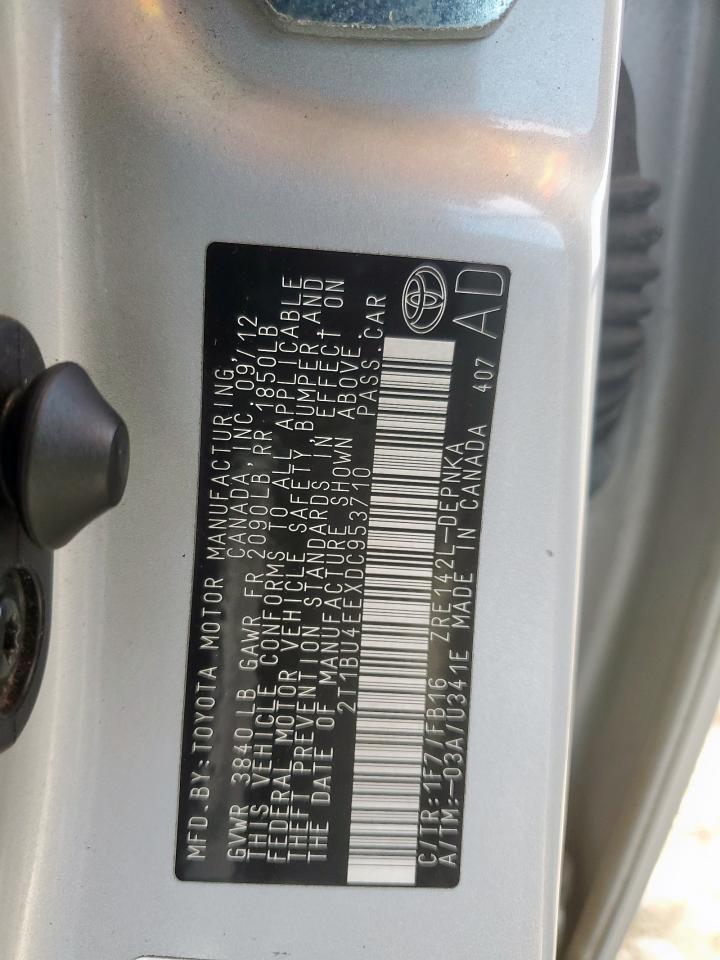 MFD.BY:TOYOTA MOTOR MANUFACTURING
CANADA, INC. 09/12
GVWR 3840 LB GAWR FR 2090LB, RR 1850LB
THIS VEHICLE CONFORMS TO ALL APPLICABLE
FEDERAL MOTOR VEHICLE SAFETY, BUMPER, AND
THEFT PREVENTION STANDARDS IN EFFECT ON
THE DATE OF MANUFACTURE SHOWN ABOVE.
2T1BU4EEXDC953710 PASS.CAR
C/TR:1F7/FB16 ZRE142L-DEPNKA
A/TM:-03A/U341E MADE IN CANADA 407
AD